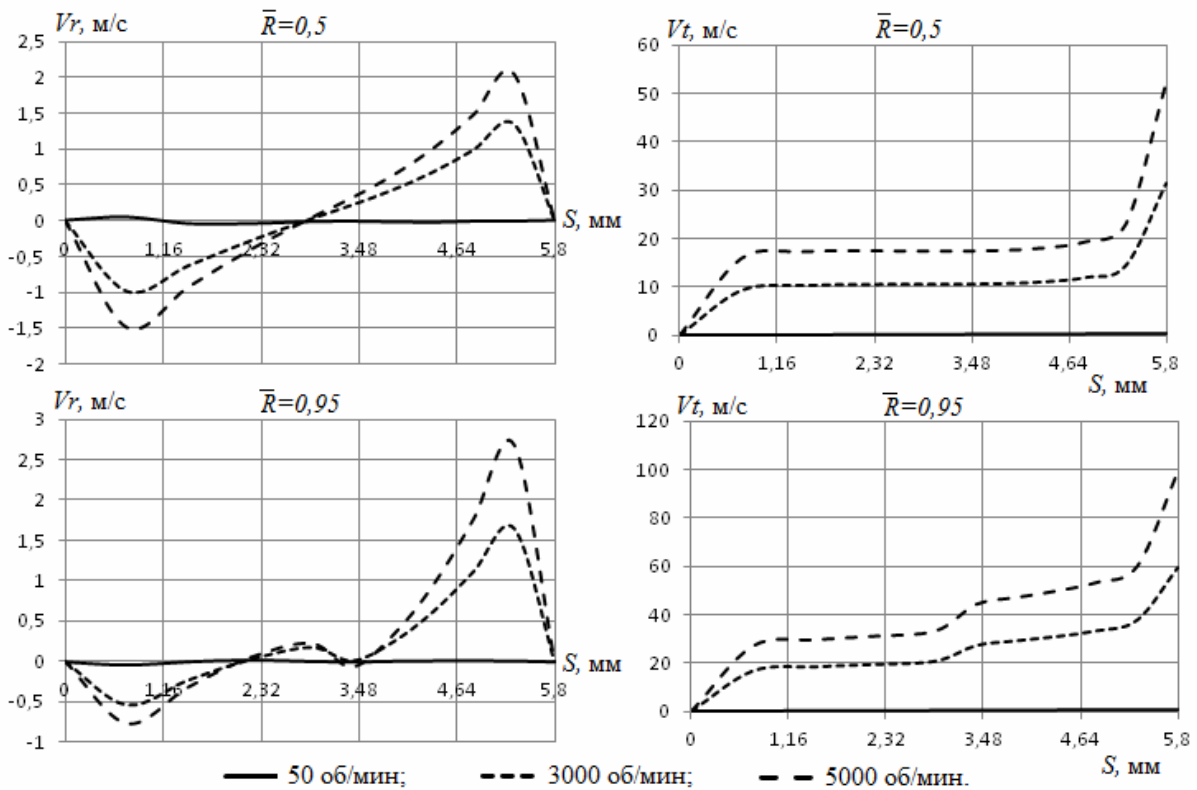 Vr, м/с R̅=0,5
2,5
2
1,5
1
0,5
0
-0,5
-1
-1,5
-2
0 1,16 2,32 3,48 4,64 5,8
S, мм
Vt, м/с R̅=0,5
60
50
40
30
20
10
0
0 1,16 2,32 3,48 4,64 5,8
S, мм
Vr, м/с R̅=0,95
3
2,5
2
1,5
1
0,5
0
-0,5
-1
0 1,16 2,32 3,48 4,64 5,8
S, мм
Vt, м/с R̅=0,95
120
100
80
60
40
20
0
0 1,16 2,32 3,48 4,64 5,8
S, мм
50 об/мин; 3000 об/мин; 5000 об/мин.